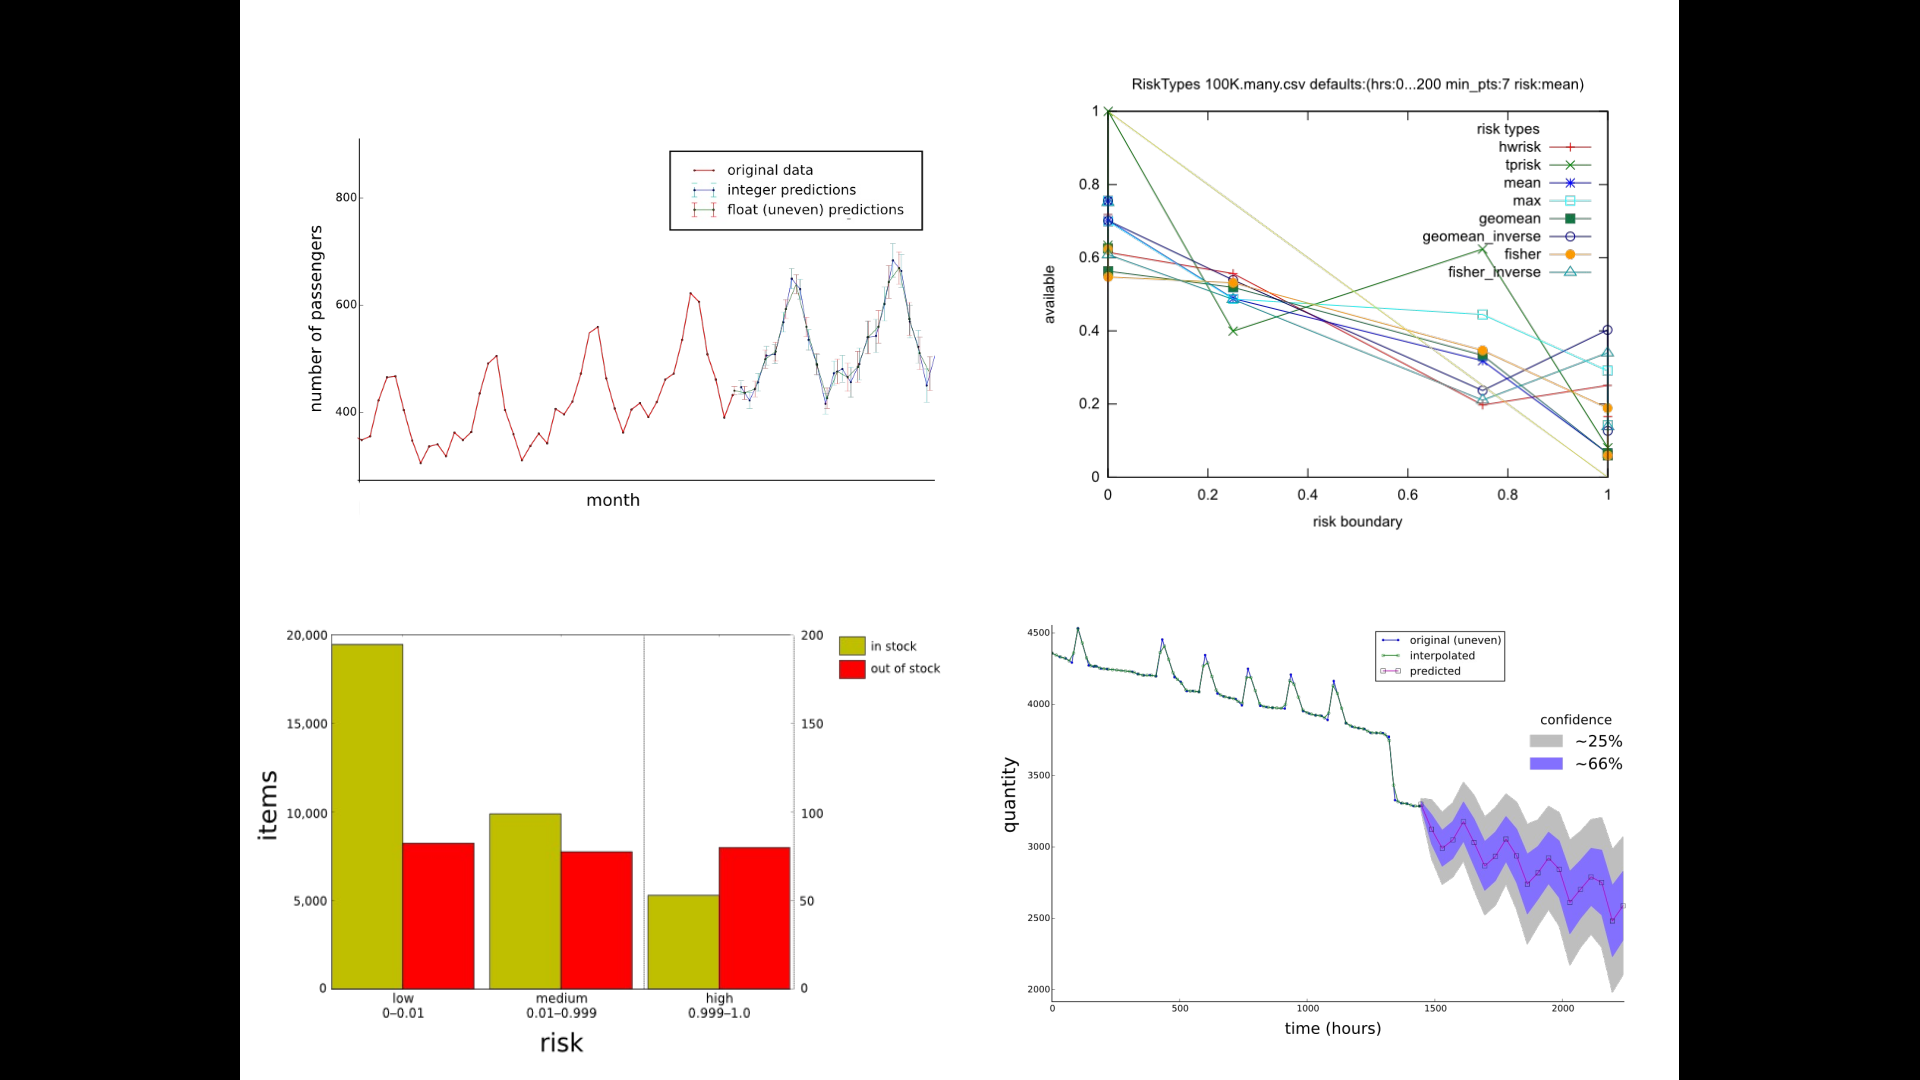 number of passengers
800
600
400
original data
integer predictions
float (uneven) predictions
month
RiskTypes 100K.many.csv defaults:(hrs:0...200 min_pts:7 risk:mean)
available
1
0.8
0.6
0.4
0.2
0
risk types
hwrisk
tprisk
mean
max
geomean
geomean_inverse
fisher
fisher_inverse
0 0.2 0.4 0.6 0.8 1
risk boundary
items
20,000
15,000
10,000
5,000
0
200
150
100
50
0
in stock
out of stock
low medium high
0–0.01 0.01–0.999 0.999–1.0
risk
quantity
4500
4000
3500
3000
2500
2000
original (uneven)
interpolated
predicted
confidence
~25%
~66%
0 500 1000 1500 2000
time (hours)